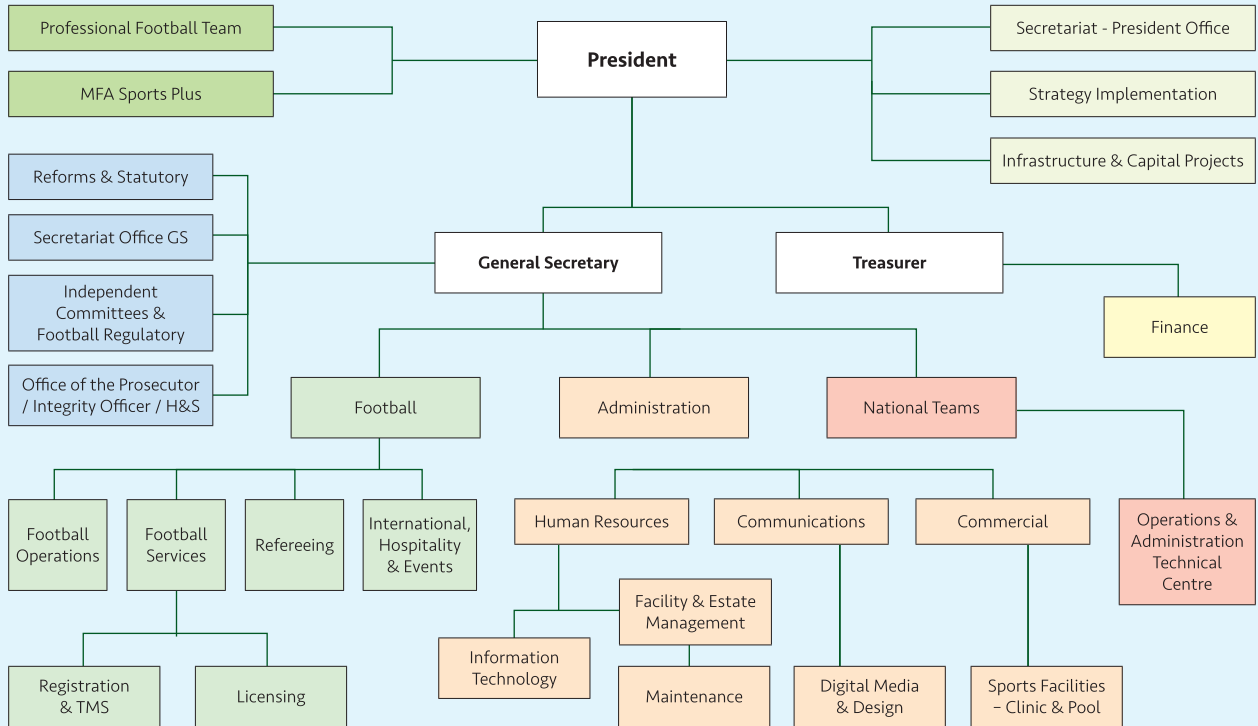 Professional Football Team
President
Secretariat - President Office
MFA Sports Plus
Strategy Implementation
Infrastructure & Capital Projects
Reforms & Statutory
Secretariat Office GS
General Secretary
Treasurer
Independent
Committees &
Football Regulatory
Finance
Office of the Prosecutor
/ Integrity Officer / H&S
Football
Administration
National Teams
Football
Operations
Football
Services
Refereeing
International,
Hospitality
& Events
Human Resources
Communications
Commercial
Operations &
Administration
Technical
Centre
Facility & Estate
Management
Information
Technology
Registration
& TMS
Licensing
Maintenance
Digital Media
& Design
Sports Facilities
– Clinic & Pool